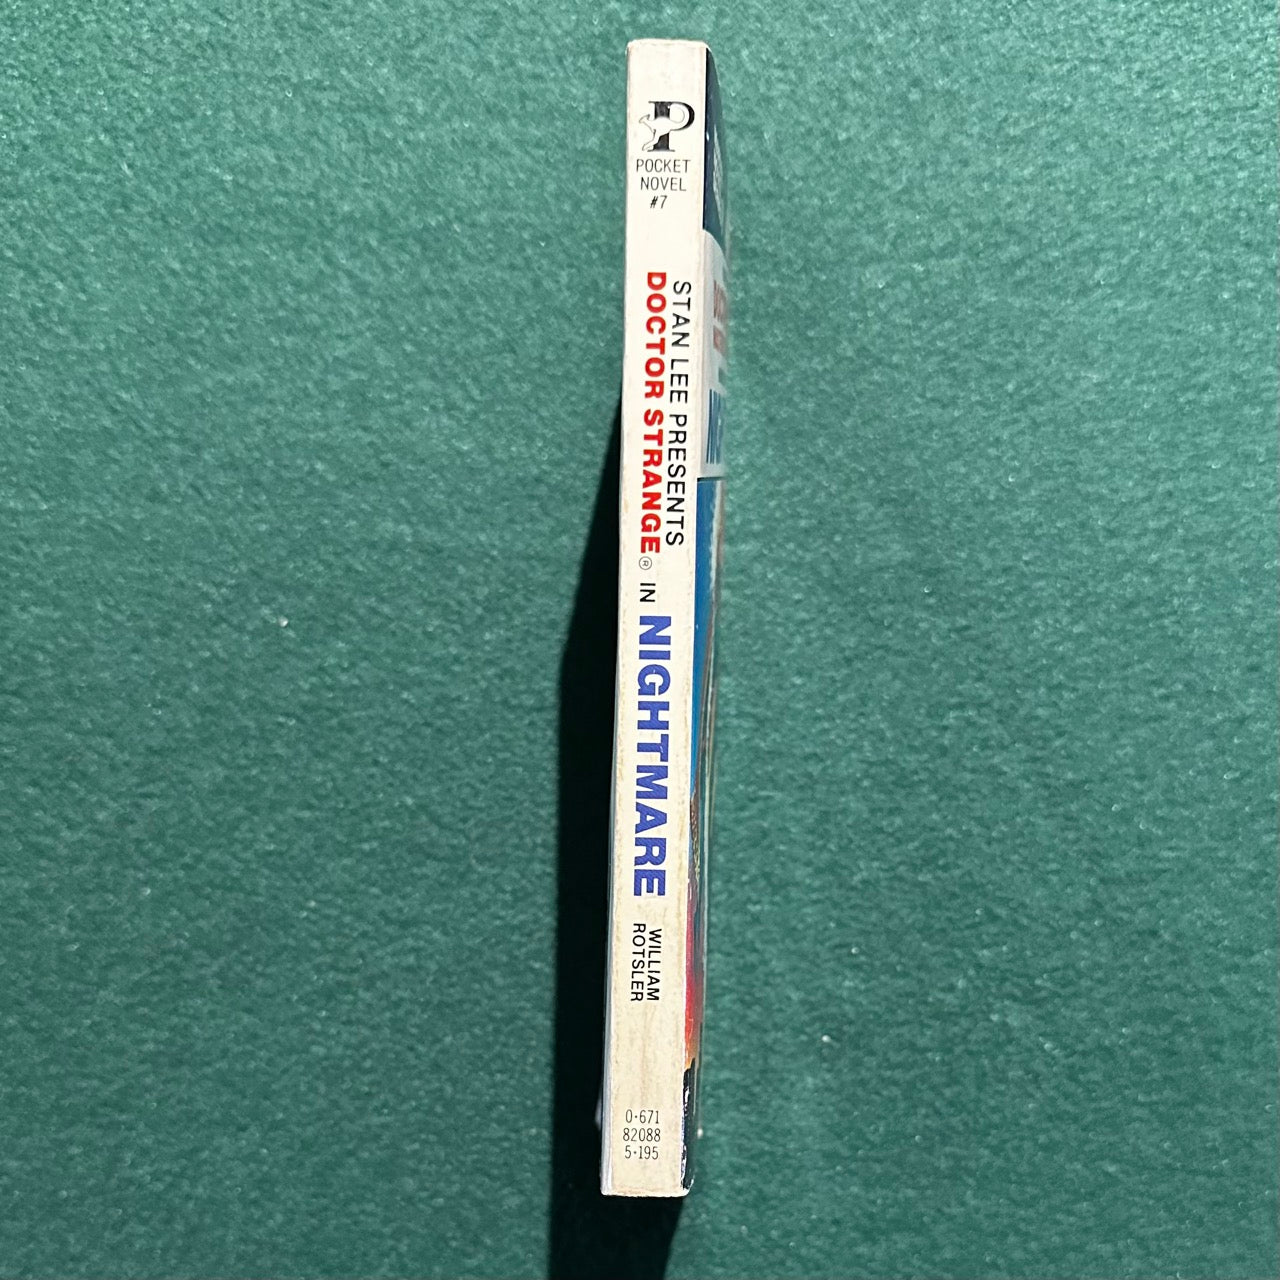 P
POCKET
NOVEL
#7
STAN LEE PRESENTS
DOCTOR STRANGE® IN NIGHTMARE
WILLIAM
ROTSLER
0·671
82088
5·195